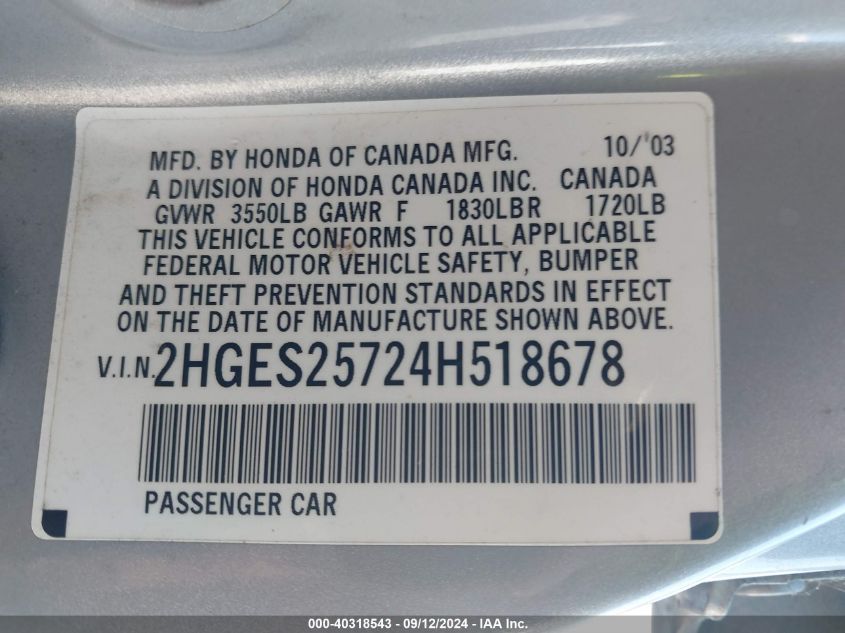 MFD. BY HONDA OF CANADA MFG. 10/'03
A DIVISION OF HONDA CANADA INC. CANADA
GVWR 3550LB GAWR F 1830LB R 1720LB
THIS VEHICLE CONFORMS TO ALL APPLICABLE
FEDERAL MOTOR VEHICLE SAFETY, BUMPER
AND THEFT PREVENTION STANDARDS IN EFFECT
ON THE DATE OF MANUFACTURE SHOWN ABOVE.
V.I.N. 2HGES25724H518678
PASSENGER CAR
000-40318543 - 09/12/2024 - IAA Inc.